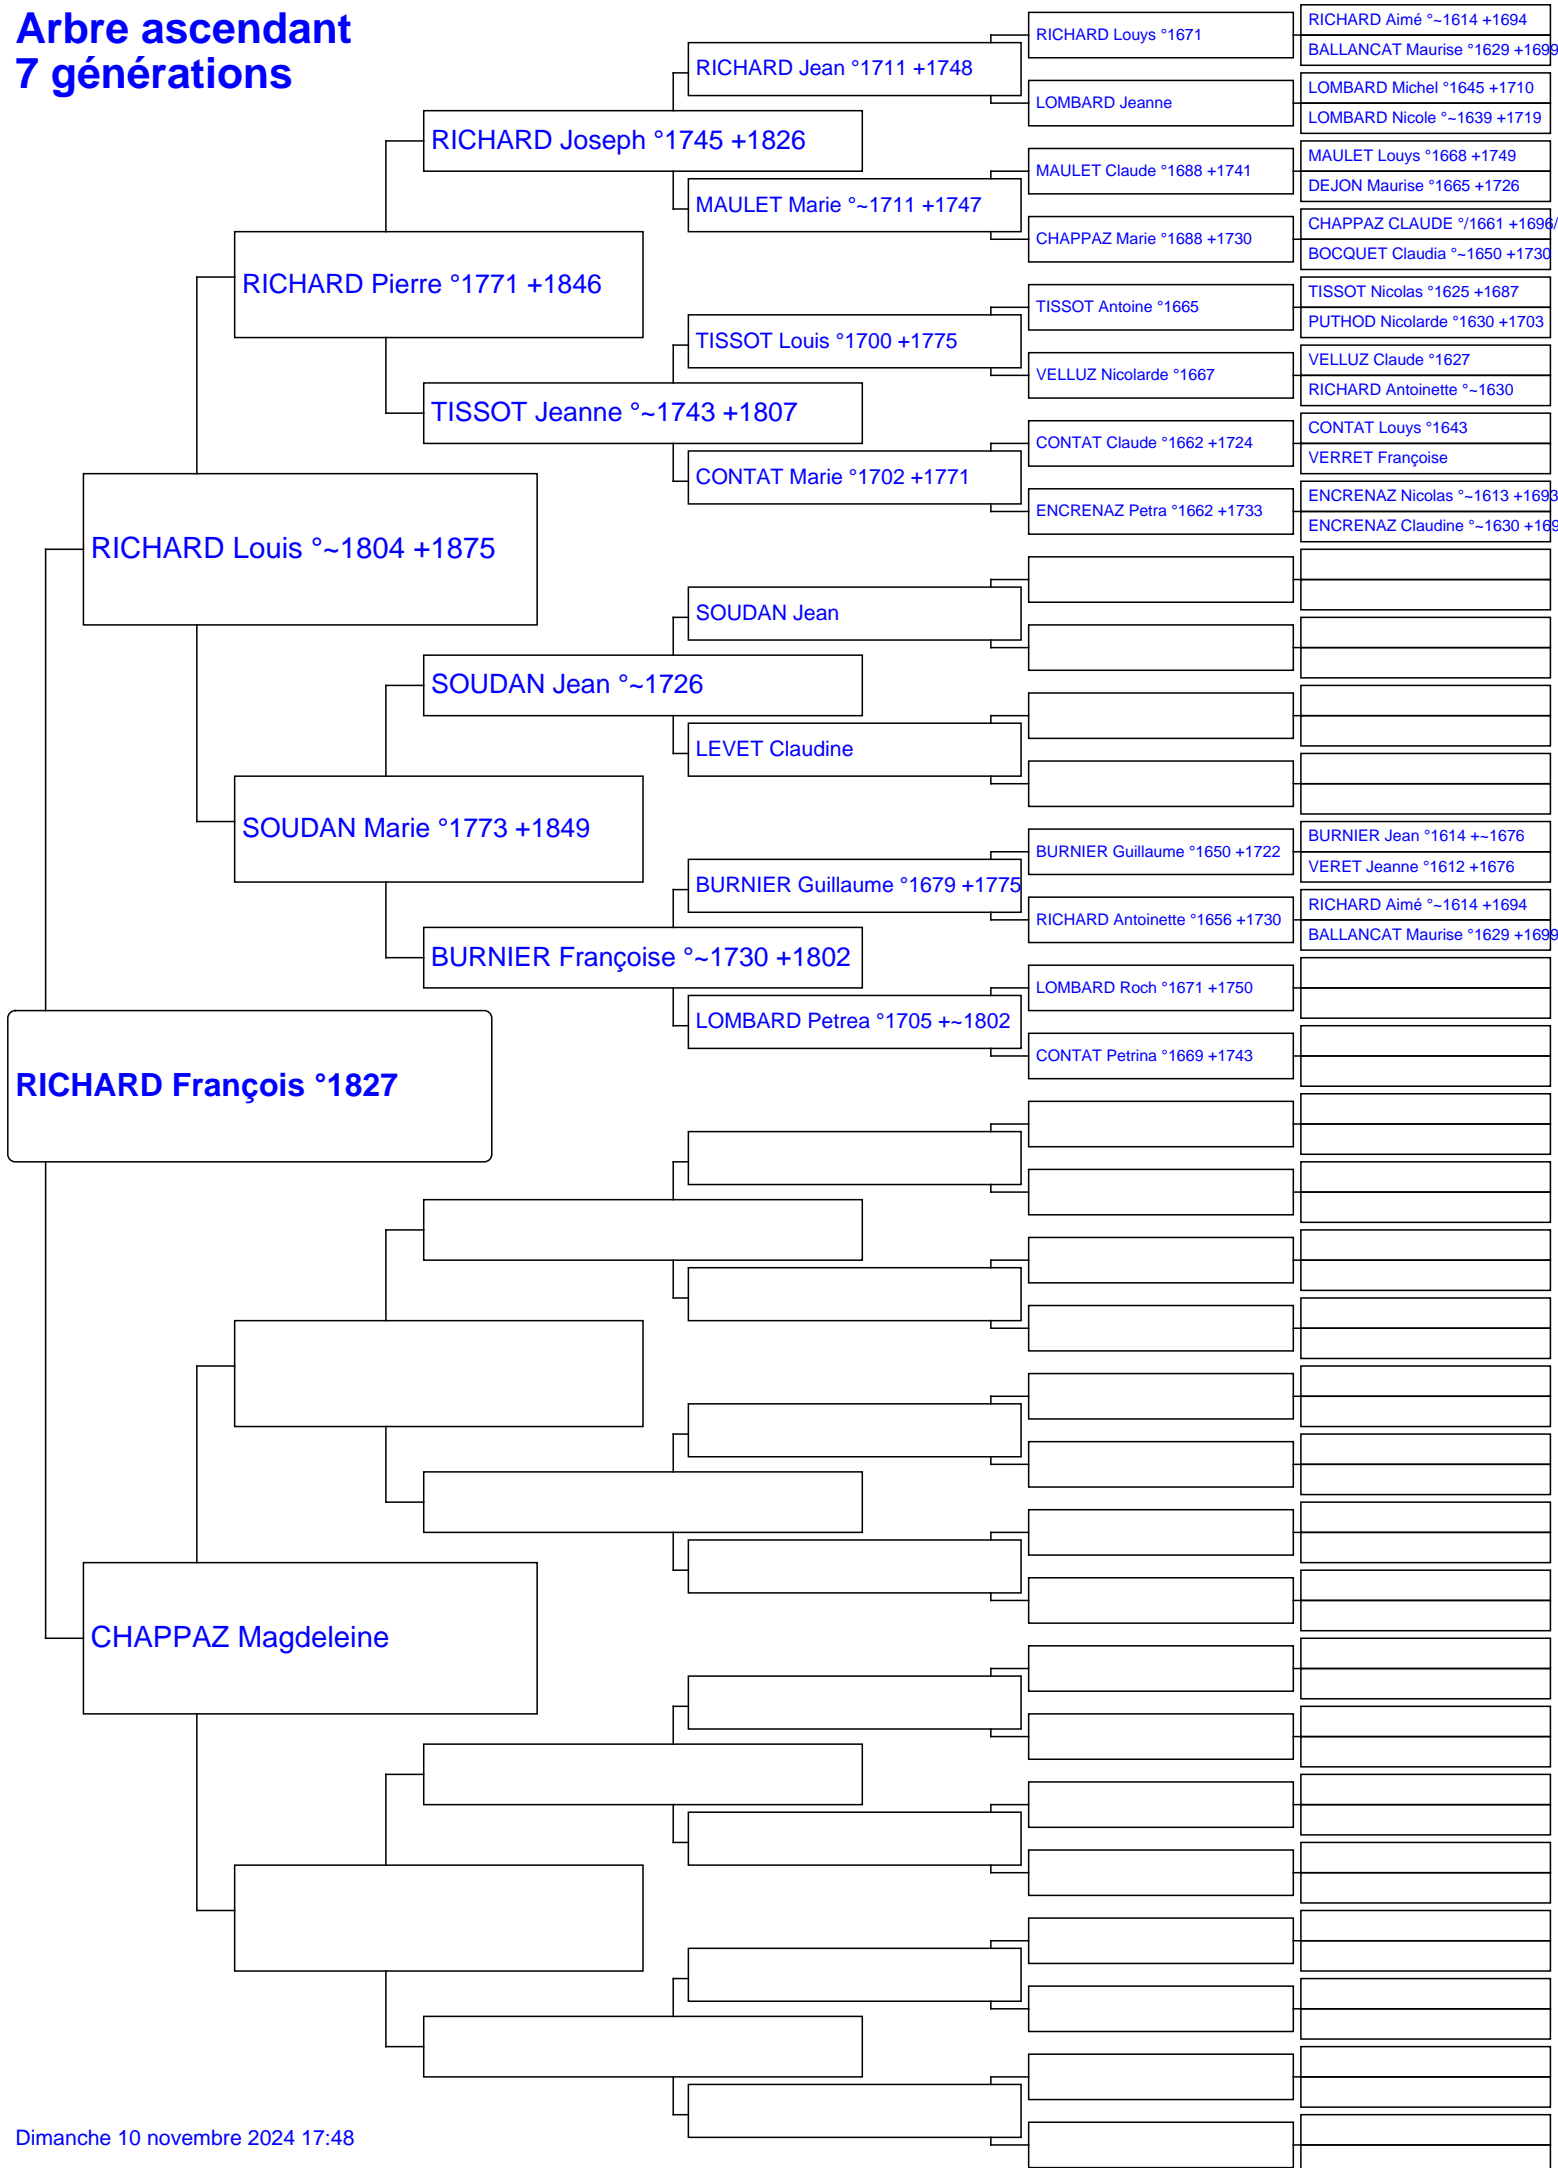 Arbre ascendant
7 générations
RICHARD François °1827
RICHARD Louis °~1804 +1875
CHAPPAZ Magdeleine
RICHARD Pierre °1771 +1846
SOUDAN Marie °1773 +1849
RICHARD Joseph °1745 +1826
TISSOT Jeanne °~1743 +1807
SOUDAN Jean °~1726
BURNIER Françoise °~1730 +1802
RICHARD Jean °1711 +1748
MAULET Marie °~1711 +1747
TISSOT Louis °1700 +1775
CONTAT Marie °1702 +1771
SOUDAN Jean
LEVET Claudine
BURNIER Guillaume °1679 +1775
LOMBARD Petrea °1705 +~1802
RICHARD Louys °1671
LOMBARD Jeanne
MAULET Claude °1688 +1741
CHAPPAZ Marie °1688 +1730
TISSOT Antoine °1665
VELLUZ Nicolarde °1667
CONTAT Claude °1662 +1724
ENCRENAZ Petra °1662 +1733
BURNIER Guillaume °1650 +1722
RICHARD Antoinette °1656 +1730
LOMBARD Roch °1671 +1750
CONTAT Petrina °1669 +1743
RICHARD Aimé °~1614 +1694
BALLANCAT Maurise °1629 +1699
LOMBARD Michel °1645 +1710
LOMBARD Nicole °~1639 +1719
MAULET Louys °1668 +1749
DEJON Maurise °1665 +1726
CHAPPAZ CLAUDE °/1661 +1696/
BOCQUET Claudia °~1650 +1730
TISSOT Nicolas °1625 +1687
PUTHOD Nicolarde °1630 +1703
VELLUZ Claude °1627
RICHARD Antoinette °~1630
CONTAT Louys °1643
VERRET Françoise
ENCRENAZ Nicolas °~1613 +1693
ENCRENAZ Claudine °~1630 +169
BURNIER Jean °1614 +~1676
VERET Jeanne °1612 +1676
RICHARD Aimé °~1614 +1694
BALLANCAT Maurise °1629 +1699
Dimanche 10 novembre 2024 17:48